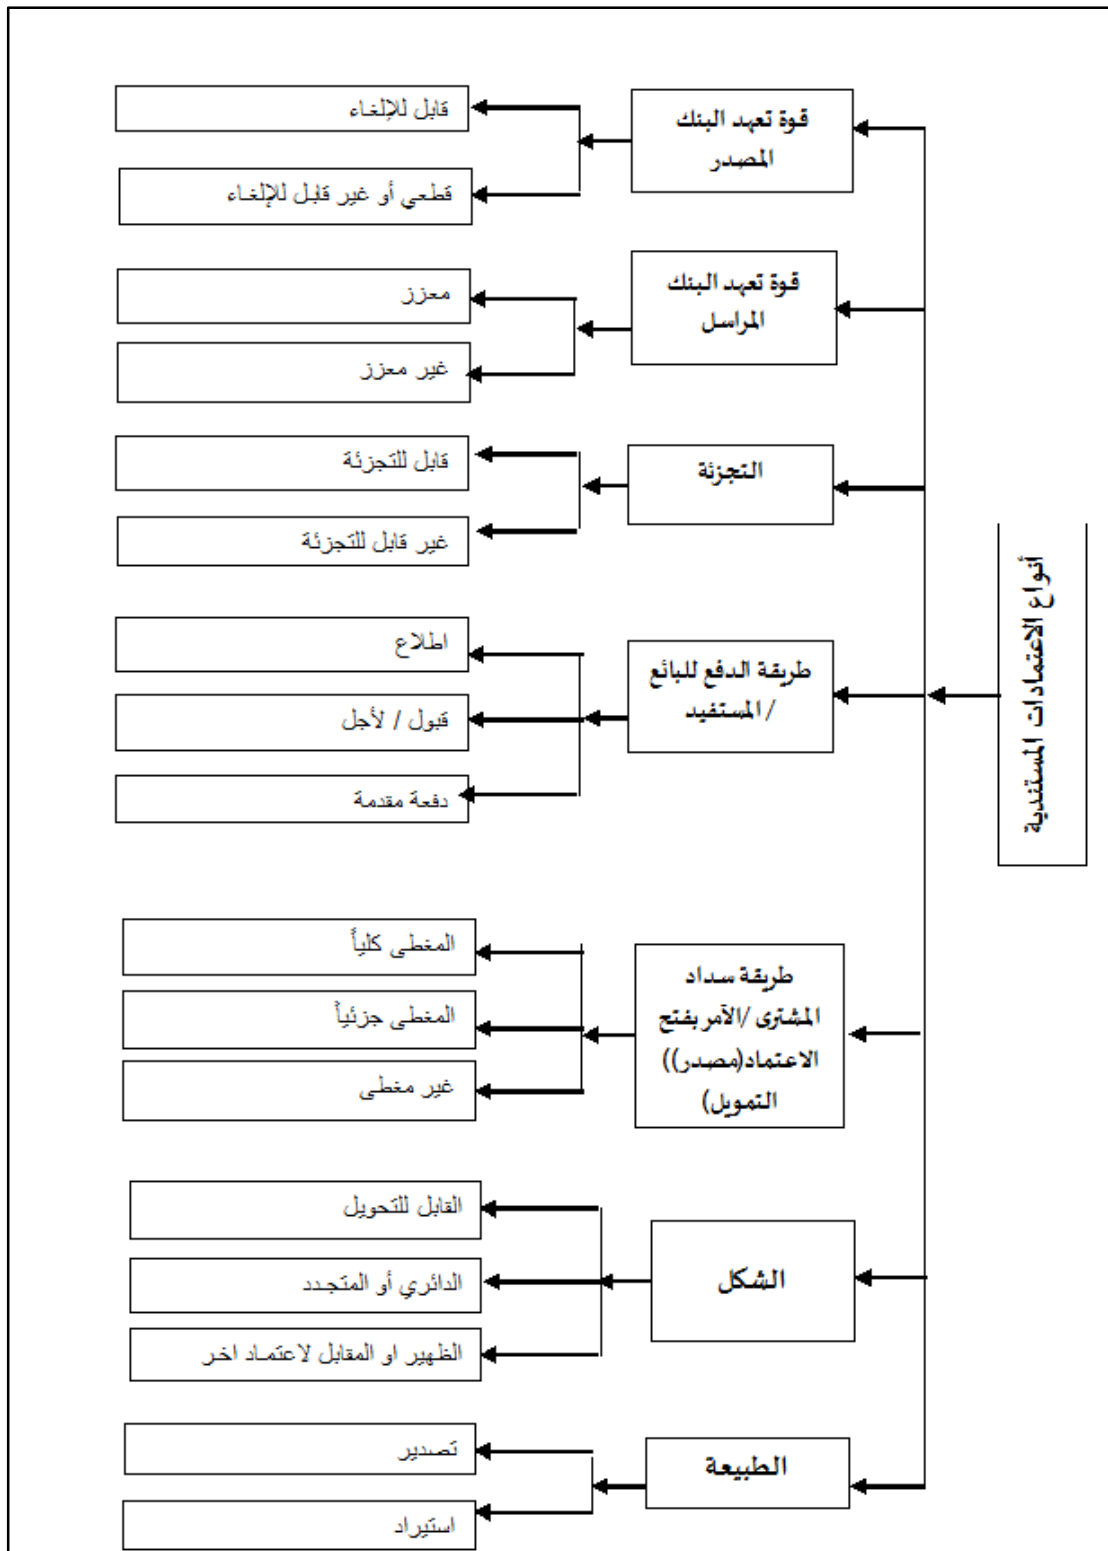 أنواع الاعتمادات المستندية
قوة تعهد البنك
المصدر
قابل للإلغاء
قطعي أو غير قابل للإلغاء
قوة تعهد البنك
المراسل
معزز
غير معزز
التجزئة
قابل للتجزئة
غير قابل للتجزئة
طريقة الدفع للبائع
/ المستفيد
اطلاع
قبول / لأجل
دفعة مقدمة
طريقة سداد
المشترى /الآمر بفتح
الاعتماد(مصدر))
التمويل)
المغطى كلياً
المغطى جزئياً
غير مغطى
الشكل
القابل للتحويل
الدائري أو المتجدد
الظهير او المقابل لاعتماد اخر
الطبيعة
تصدير
استيراد